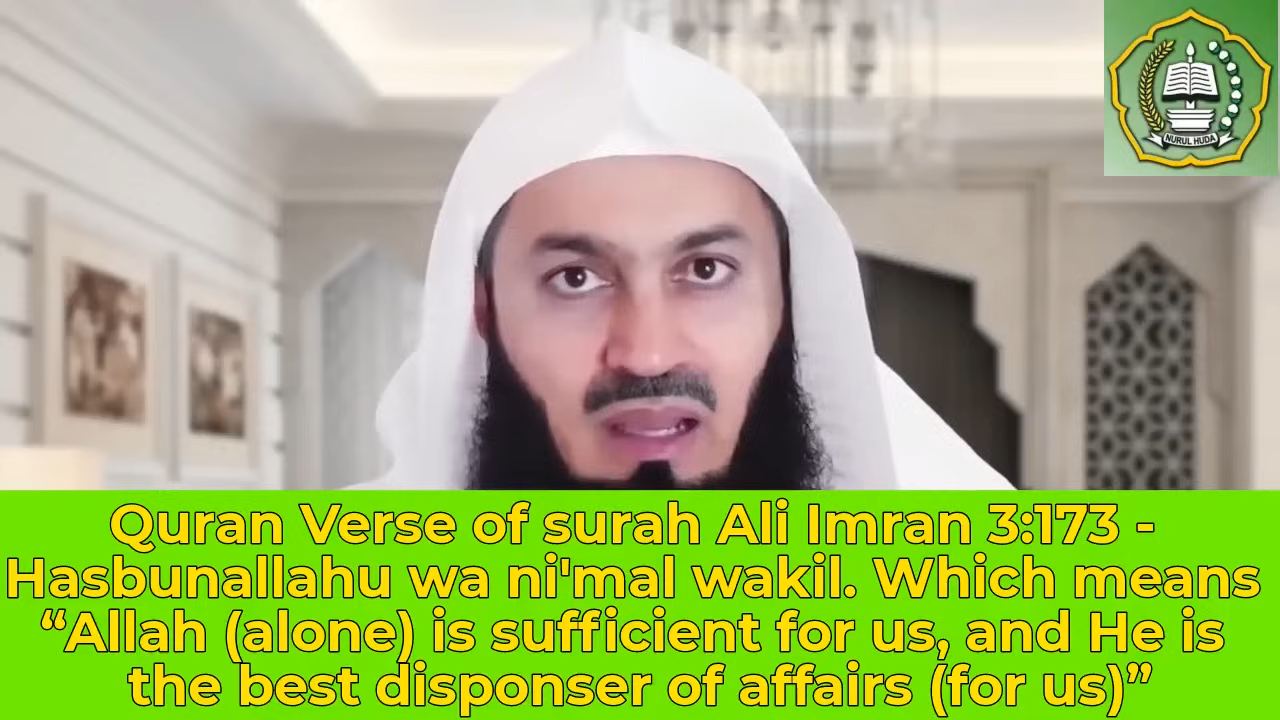 NURUL HUDA
Quran Verse of surah Ali Imran 3:173 -
Hasbunallahu wa ni'mal wakil. Which means
“Allah (alone) is sufficient for us, and He is
the best disponser of affairs (for us)”